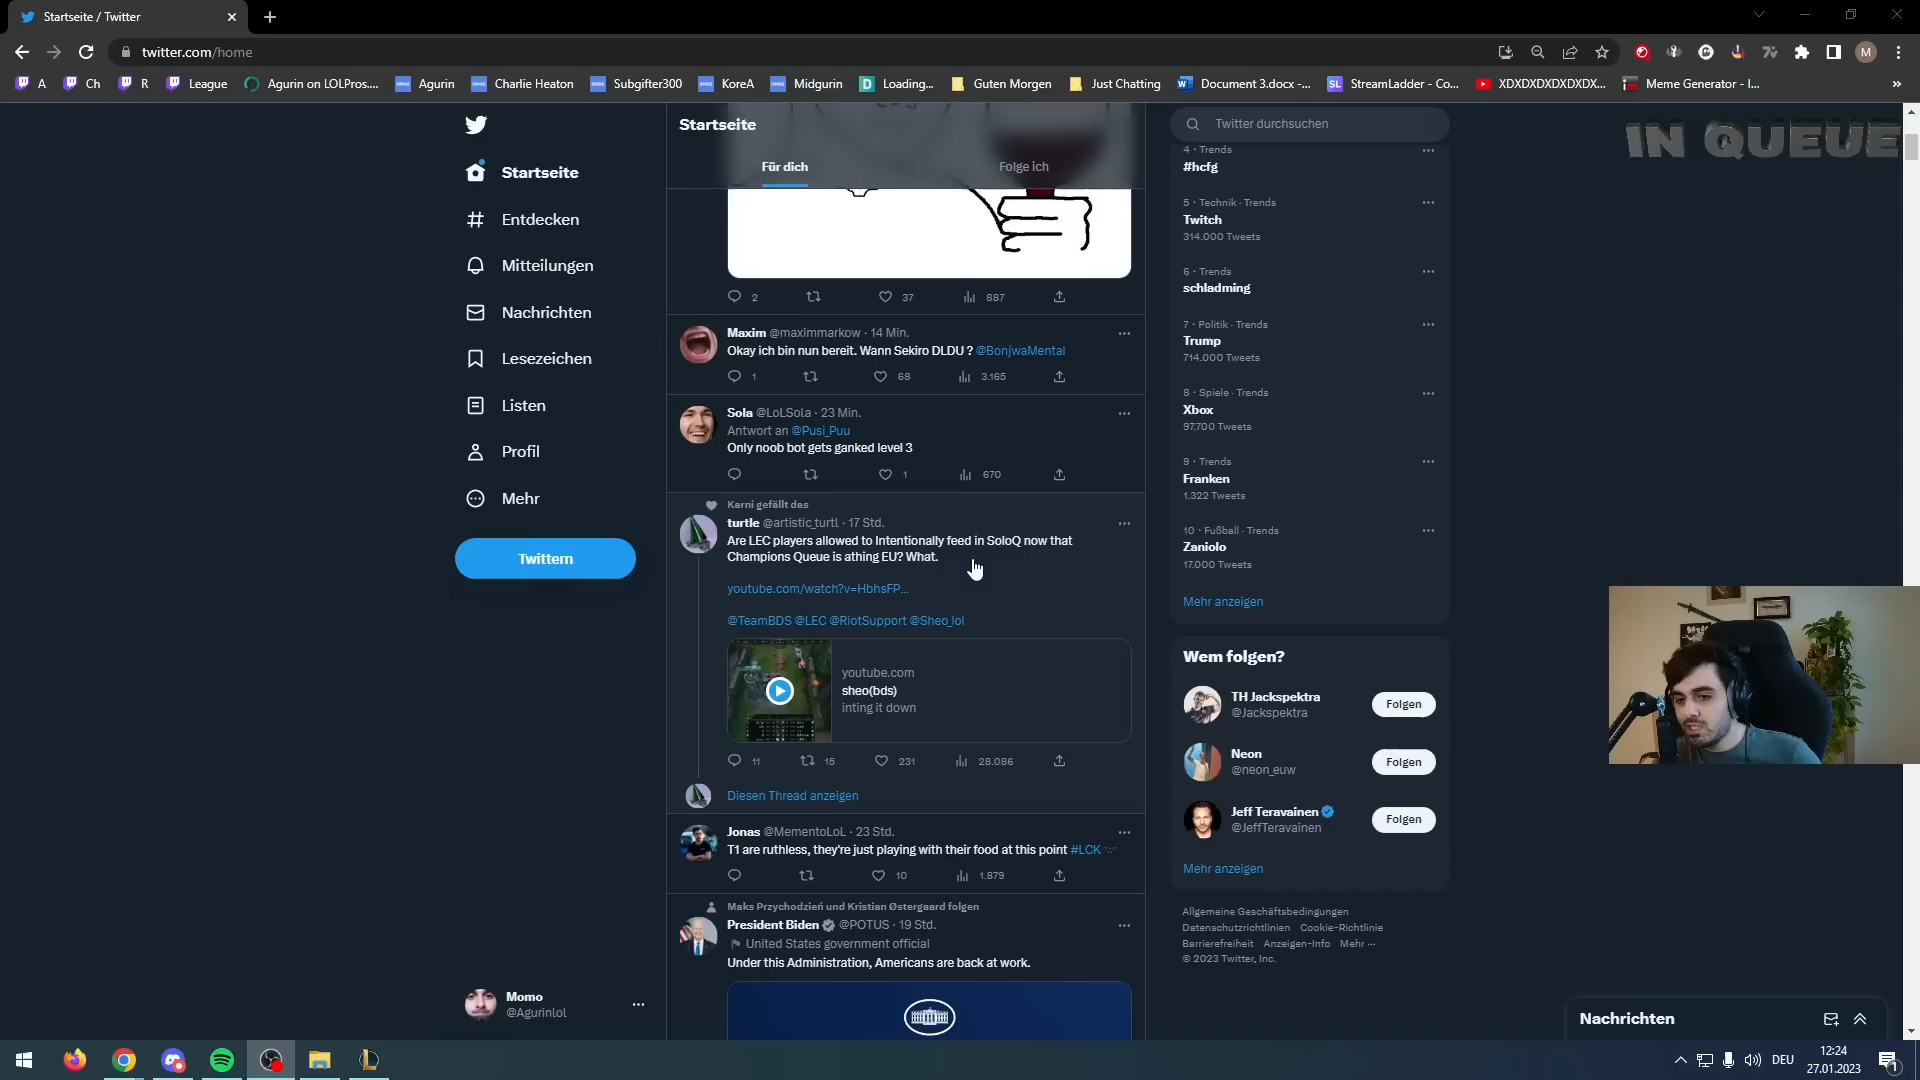 Startseite / Twitter
twitter.com/home
M
A
Ch
R
League
Agurin on LOLPros....
Agurin
Charlie Heaton
Subgifter300
KoreA
Midgurin
Loading...
Guten Morgen
Just Chatting
Document 3.docx -...
StreamLadder - Co...
XDXDXDXDXDXDX...
Meme Generator - I...
»
Startseite
Entdecken
Mitteilungen
Nachrichten
Lesezeichen
Listen
Profil
Mehr
Twittern
Momo
@Agurinlol
Startseite
Für dich
Folge ich
2
37
887
Maxim @maximmarkow · 14 Min.
Okay ich bin nun bereit. Wann Sekiro DLDU ? @BonjwaMental
1
68
3.165
Sola @LoLSola · 23 Min.
Antwort an @Pusi_Puu
Only noob bot gets ganked level 3
1
670
Karni gefällt das
turtle @artistic_turtl · 17 Std.
Are LEC players allowed to Intentionally feed in SoloQ now that
Champions Queue is athing EU? What.
youtube.com/watch?v=HbhsFP...
@TeamBDS @LEC @RiotSupport @Sheo_lol
youtube.com
sheo(bds)
inting it down
11
15
231
28.086
Diesen Thread anzeigen
Jonas @MementoLoL · 23 Std.
T1 are ruthless, they're just playing with their food at this point #LCK
10
1.879
Maks Przychodzień und Kristian Østergaard folgen
President Biden @POTUS · 19 Std.
United States government official
Under this Administration, Americans are back at work.
Twitter durchsuchen
4 · Trends
#hcfg
5 · Technik · Trends
Twitch
314.000 Tweets
6 · Trends
schladming
7 · Politik · Trends
Trump
714.000 Tweets
8 · Spiele · Trends
Xbox
97.700 Tweets
9 · Trends
Franken
1.322 Tweets
10 · Fußball · Trends
Zaniolo
17.000 Tweets
Mehr anzeigen
Wem folgen?
TH Jackspektra
@Jackspektra
Folgen
Neon
@neon_euw
Folgen
Jeff Teravainen
@JeffTeravainen
Folgen
Mehr anzeigen
Allgemeine Geschäftsbedingungen
Datenschutzrichtlinien Cookie-Richtlinie
Barrierefreiheit Anzeigen-Info Mehr ···
© 2023 Twitter, Inc.
IN QUEUE
Nachrichten
DEU
12:24
27.01.2023
1